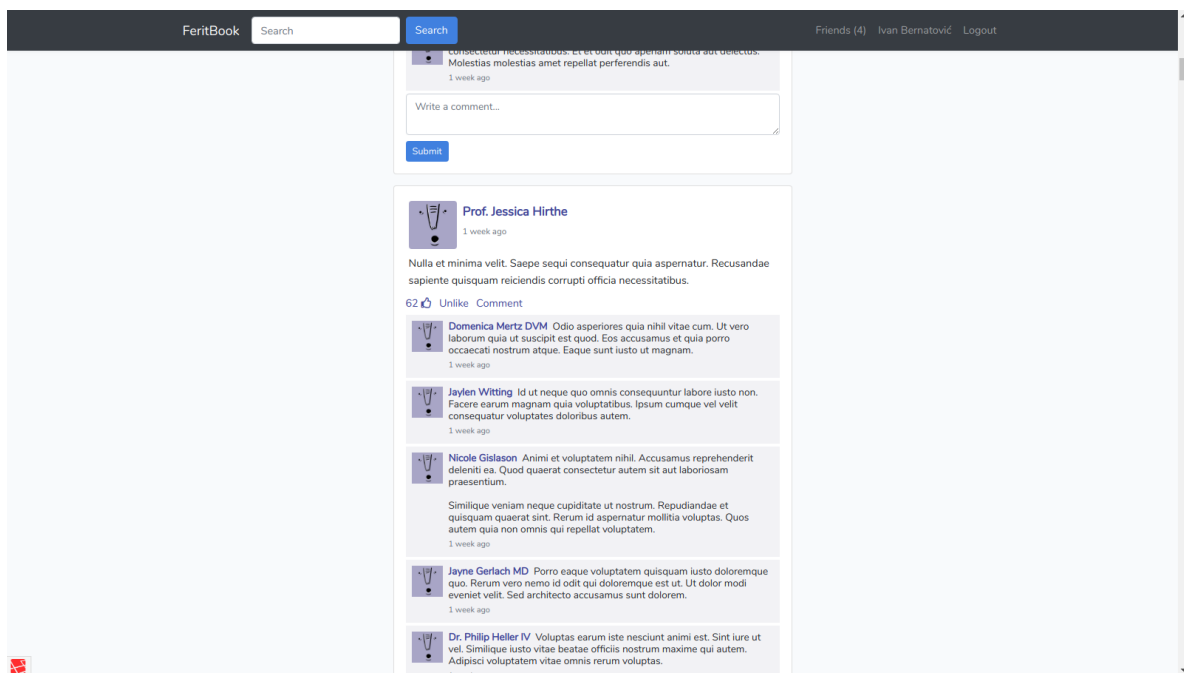 FeritBook
Search
Search
Friends (4)
Ivan Bernatović
Logout
consectetur necessitatibus. Et et odit quo aperiam soluta aut delectus.
Molestias molestias amet repellat perferendis aut.
1 week ago
Write a comment...
Submit
Prof. Jessica Hirthe
1 week ago
Nulla et minima velit. Saepe sequi consequatur quia aspernatur. Recusandae
sapiente quisquam reiciendis corrupti officia necessitatibus.
62 Unlike Comment
Domenica Mertz DVM Odio asperiores quia nihil vitae cum. Ut vero
laborum quia ut suscipit est quod. Eos accusamus et quia porro
occaecati nostrum atque. Eaque sunt iusto ut magnam.
1 week ago
Jaylen Witting Id ut neque quo omnis consequuntur labore iusto non.
Facere earum magnam quia voluptatibus. Ipsum cumque vel velit
consequatur voluptates doloribus autem.
1 week ago
Nicole Gislason Animi et voluptatem nihil. Accusamus reprehenderit
deleniti ea. Quod quaerat consectetur autem sit aut laboriosam
praesentium.
Similique veniam neque cupiditate ut nostrum. Repudiandae et
quisquam quaerat sint. Rerum id aspernatur mollitia voluptas. Quos
autem quia non omnis qui repellat voluptatem.
1 week ago
Jayne Gerlach MD Porro eaque voluptatem quisquam iusto doloremque
quo. Rerum vero nemo id odit qui doloremque est ut. Ut dolor modi
eveniet velit. Sed architecto accusamus sunt dolorem.
1 week ago
Dr. Philip Heller IV Voluptas earum iste nesciunt animi est. Sint iure ut
vel. Similique iusto vitae beatae officiis nostrum maxime qui autem.
Adipisci voluptatem vitae omnis rerum voluptas.